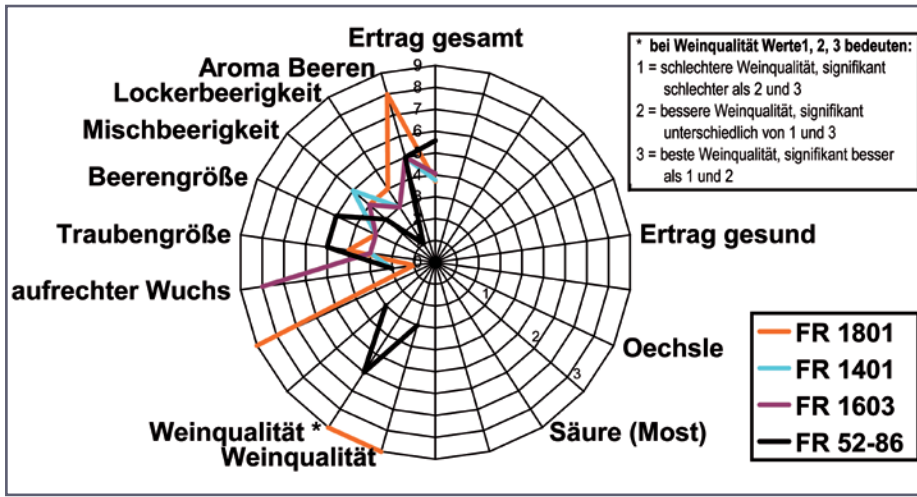 Ertrag gesamt
Aroma Beeren
Lockerbeerigkeit
Mischbeerigkeit
Beerengröße
Traubengröße
aufrechter Wuchs
Weinqualität *
Weinqualität
Säure (Most)
Oechsle
Ertrag gesund
9
8
7
6
5
4
3
1
2
3
* bei Weinqualität Werte1, 2, 3 bedeuten:
1 = schlechtere Weinqualität, signifikant
schlechter als 2 und 3
2 = bessere Weinqualität, signifikant
unterschiedlich von 1 und 3
3 = beste Weinqualität, signifikant besser
als 1 und 2
FR 1801
FR 1401
FR 1603
FR 52-86